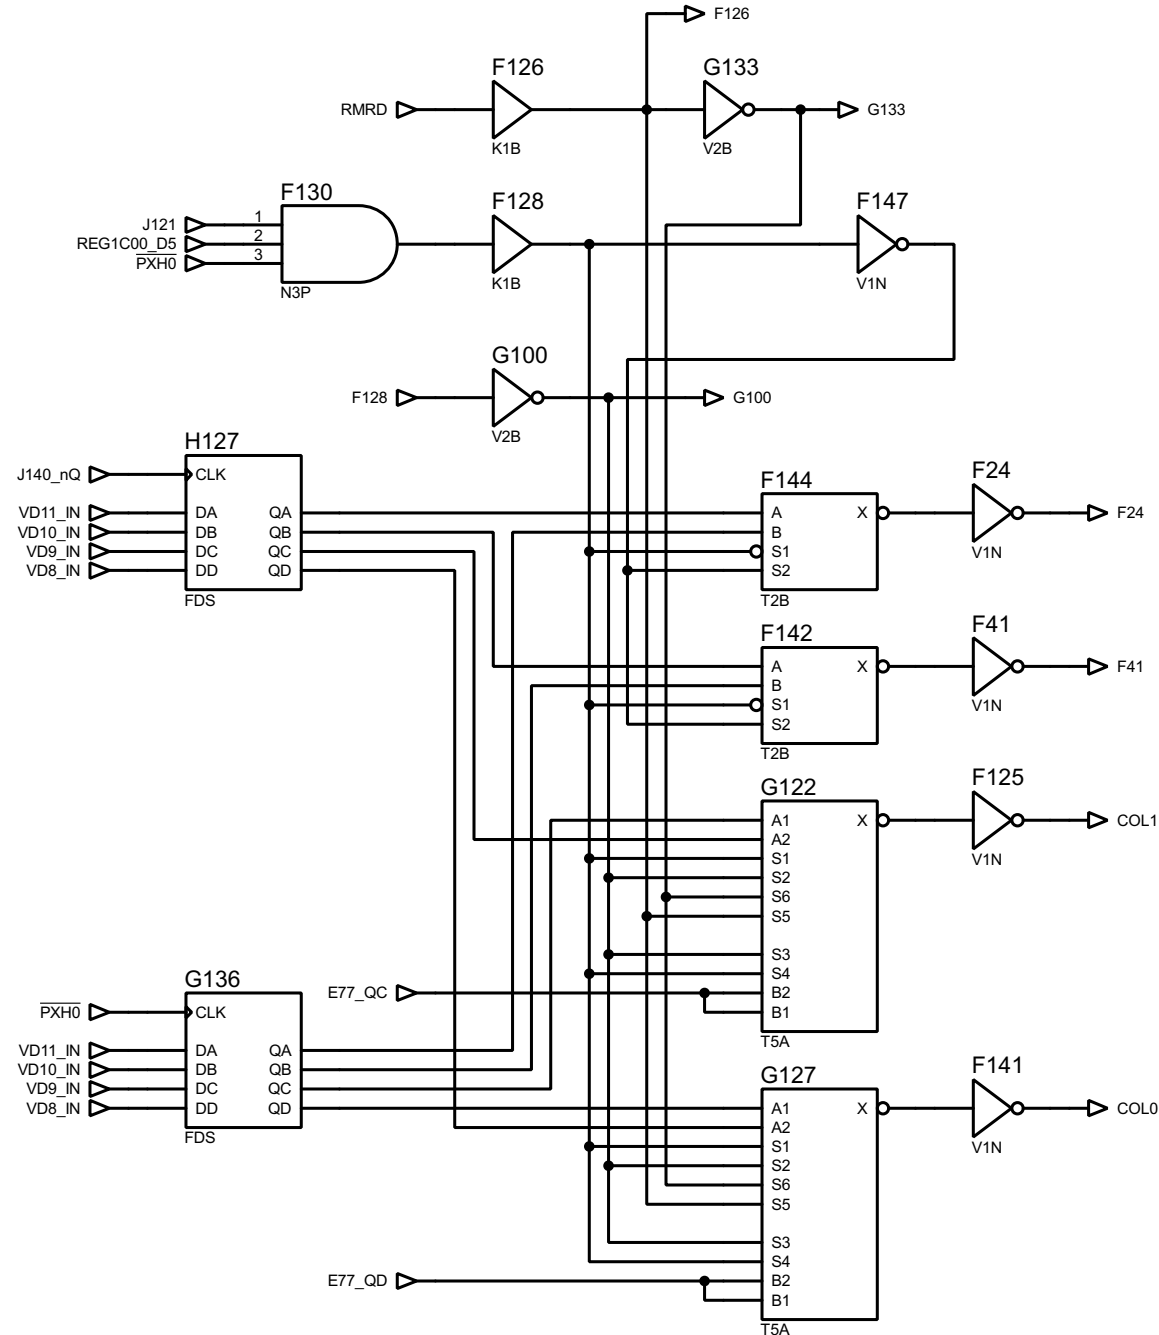 F126
F126
G133
RMRD
G133
K1B
V2B
F130
F128
F147
J121
1
REG1C00_D5
2
PXH0
3
N3P
K1B
V1N
G100
F128
G100
V2B
H127
J140_nQ
CLK
VD11_IN
DA
QA
VD10_IN
DB
QB
VD9_IN
DC
QC
VD8_IN
DD
QD
FDS
F144
F24
A
X
F24
B
S1
S2
V1N
T2B
F142
F41
A
X
F41
B
S1
S2
V1N
T2B
G122
F125
A1
X
COL1
A2
S1
S2
S6
S5
S3
S4
B2
B1
V1N
T5A
G136
PXH0
CLK
E77_QC
VD11_IN
DA
QA
VD10_IN
DB
QB
VD9_IN
DC
QC
VD8_IN
DD
QD
FDS
G127
F141
A1
X
COL0
A2
S1
S2
S6
S5
S3
S4
B2
B1
V1N
E77_QD
T5A